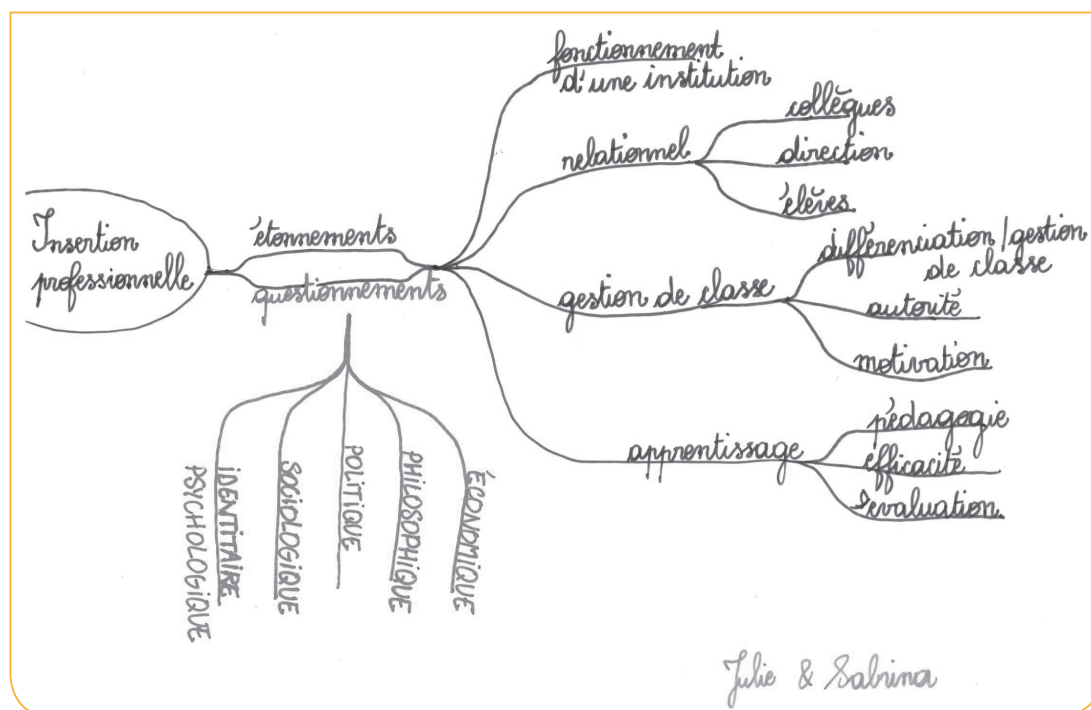 Insertion
professionnelle
étonnements
questionnements
fonctionnement
d'une institution
relationnel
collègues
direction
élèves
gestion de classe
différenciation/gestion
de classe
autorité
motivation
apprentissage
pédagogie
efficacité
évaluation
IDENTITAIRE
PSYCHOLOGIQUE
SOCIOLOGIQUE
POLITIQUE
PHILOSOPHIQUE
ÉCONOMIQUE
Julie & Sabrina